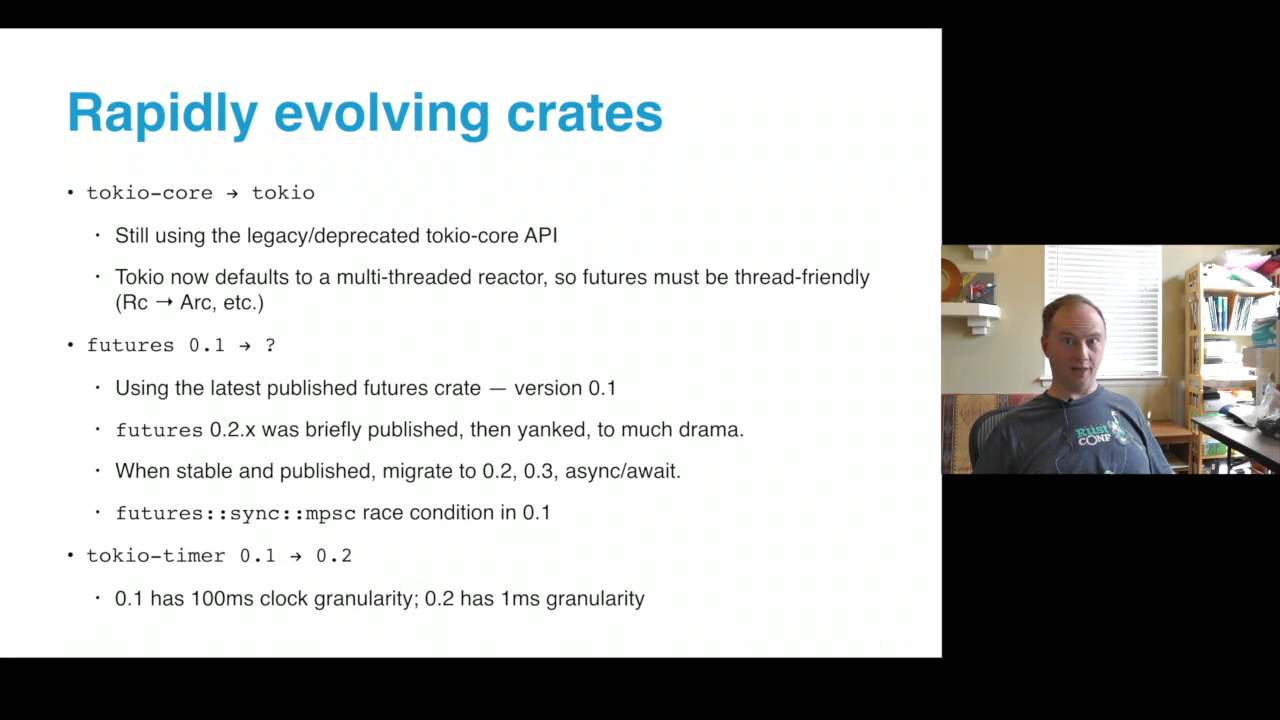 Rapidly evolving crates
• tokio-core → tokio
• Still using the legacy/deprecated tokio-core API
• Tokio now defaults to a multi-threaded reactor, so futures must be thread-friendly
(Rc → Arc, etc.)
• futures 0.1 → ?
• Using the latest published futures crate — version 0.1
• futures 0.2.x was briefly published, then yanked, to much drama.
• When stable and published, migrate to 0.2, 0.3, async/await.
• futures::sync::mpsc race condition in 0.1
• tokio-timer 0.1 → 0.2
• 0.1 has 100ms clock granularity; 0.2 has 1ms granularity
Rust
CONF